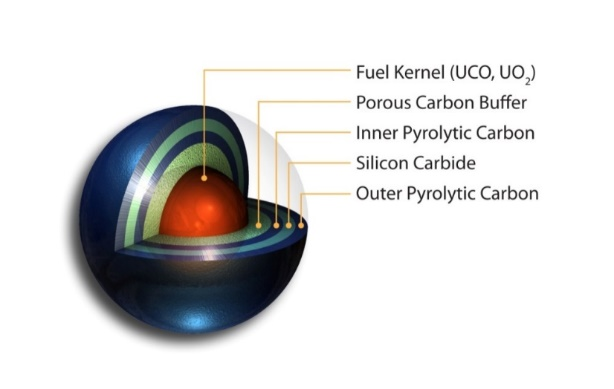 Fuel Kernel (UCO, UO₂)
Porous Carbon Buffer
Inner Pyrolytic Carbon
Silicon Carbide
Outer Pyrolytic Carbon